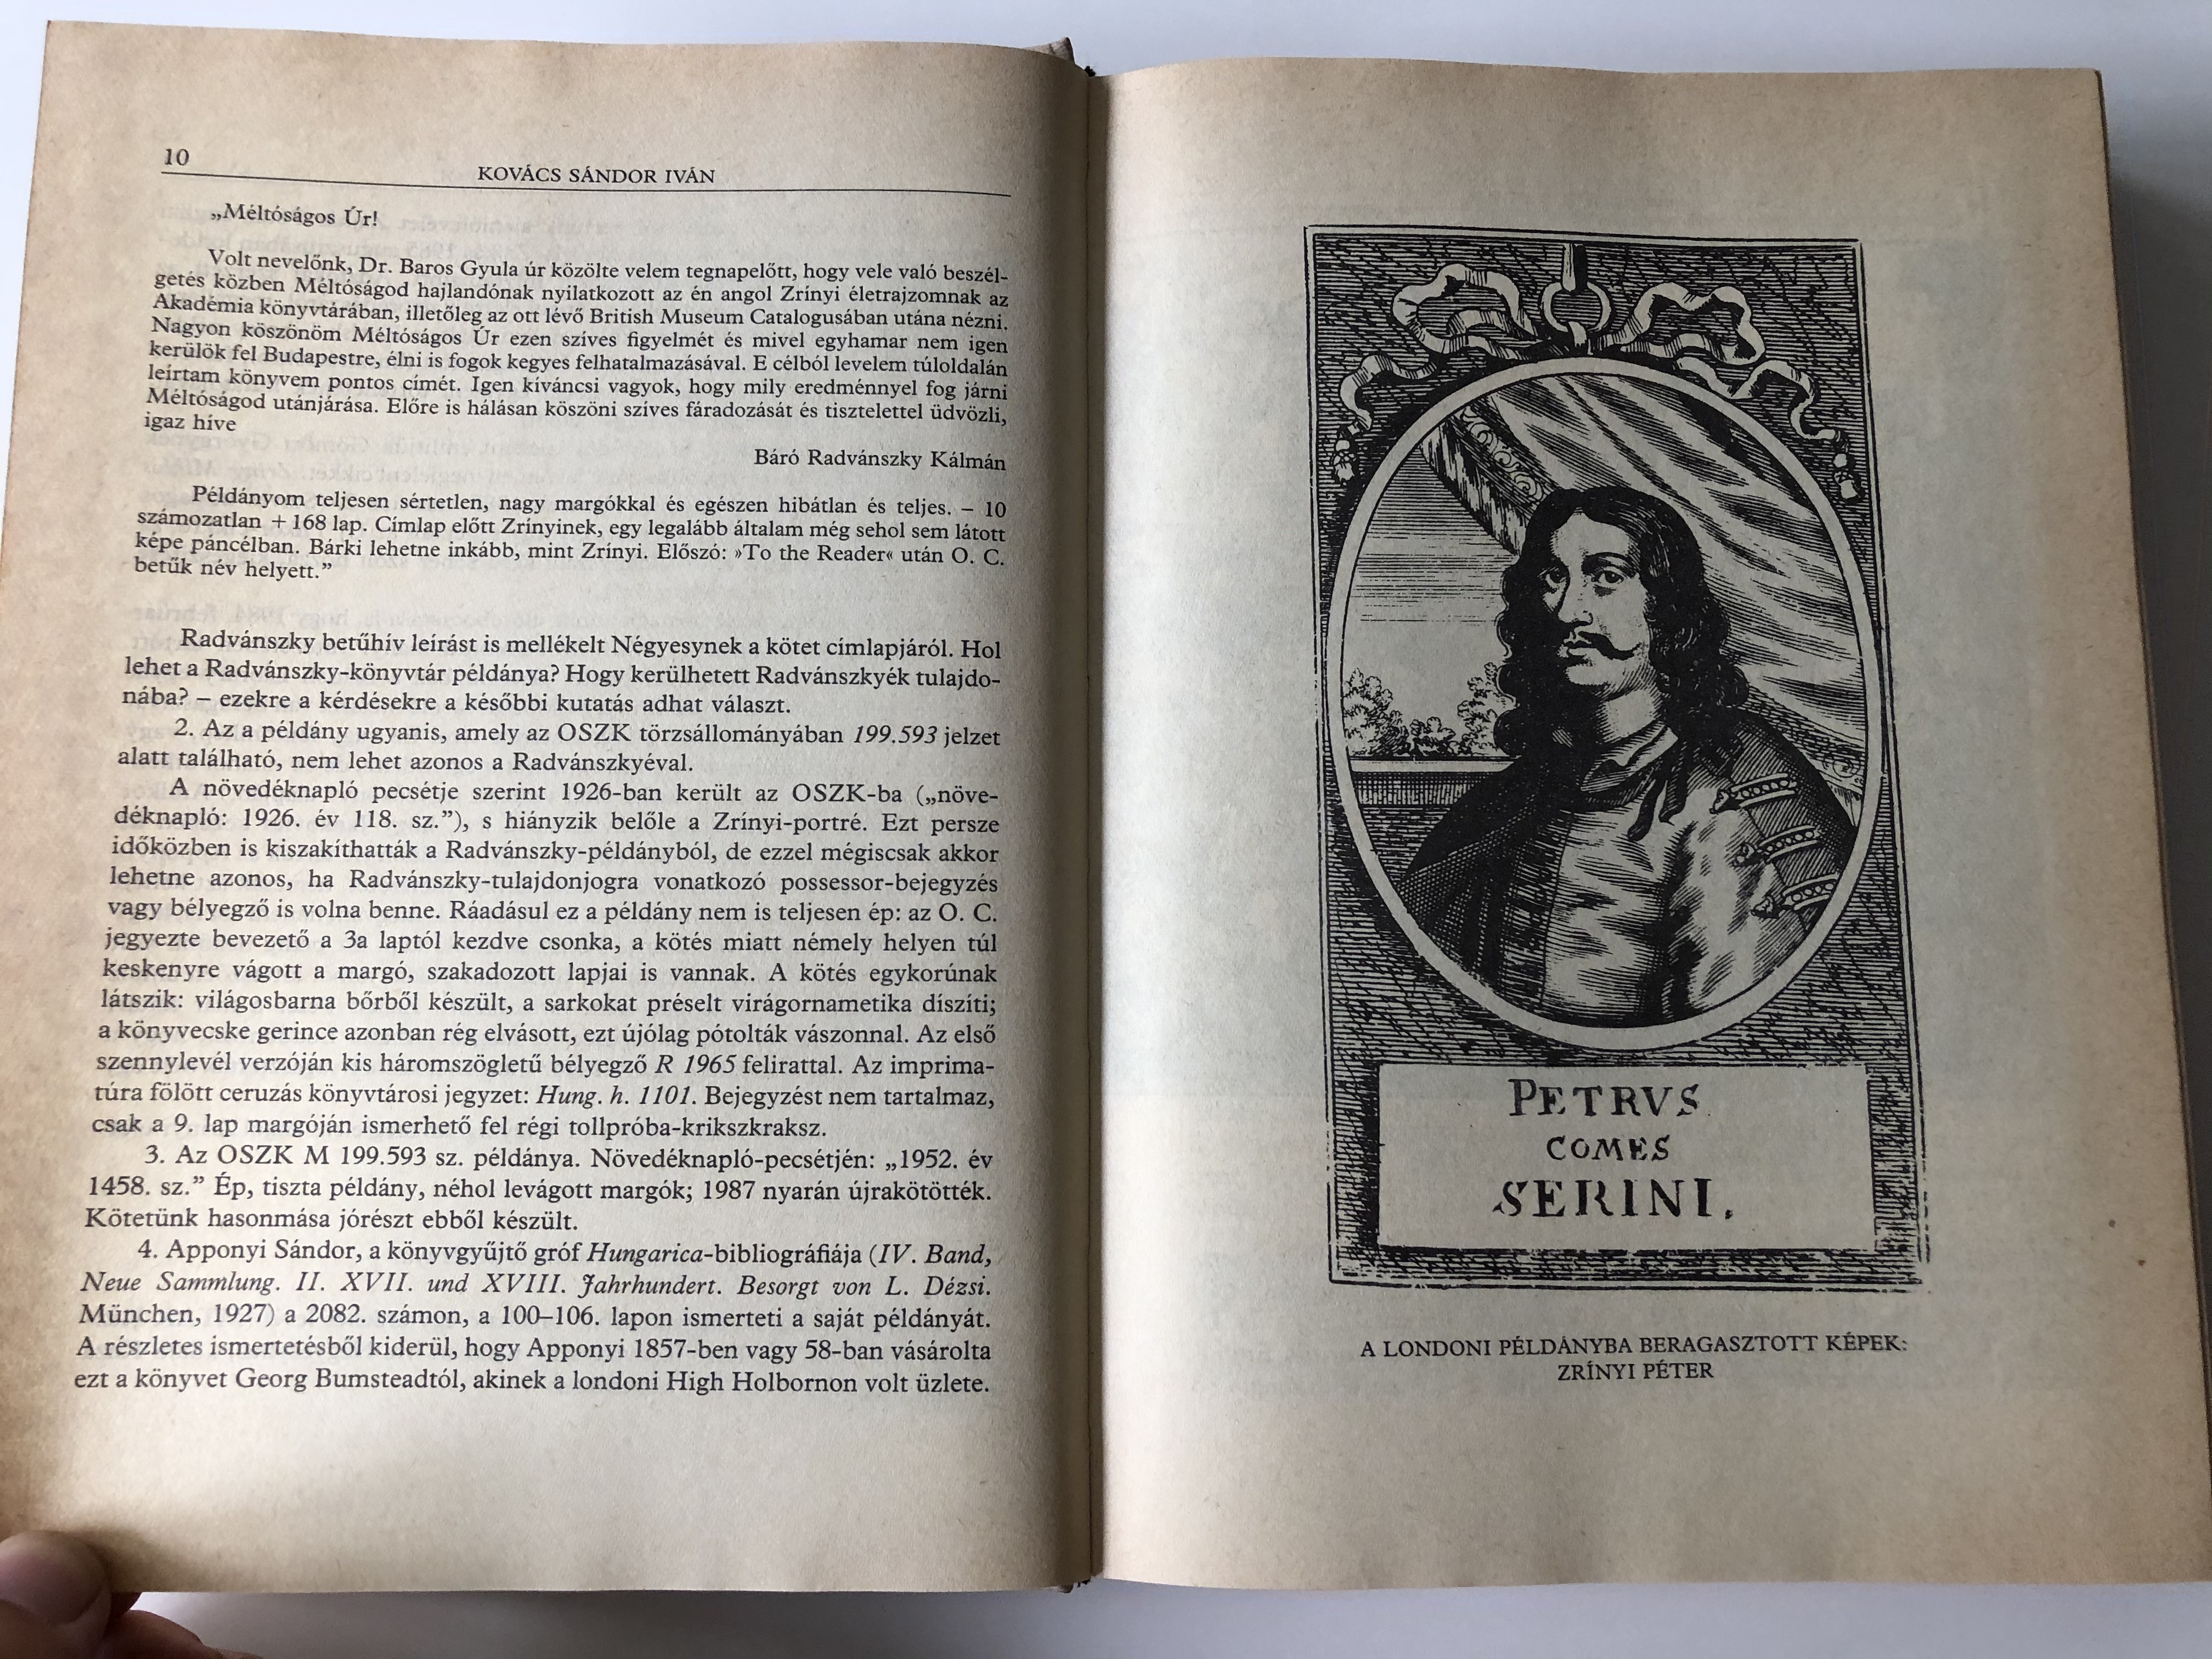 10
KOVÁCS SÁNDOR IVÁN
„Méltóságos Úr!
Volt nevelőnk, Dr. Baros Gyula úr közölte velem tegnapelőtt, hogy vele való beszél-
getés közben Méltóságod hajlandónak nyilatkozott az én angol Zrínyi életrajzomnak az
Akadémia könyvtárában, illetőleg az ott lévő British Museum Catalogusában utána nézni.
Nagyon köszönöm Méltóságos Úr ezen szíves figyelmét és mivel egyhamar nem igen
kerülök fel Budapestre, élni is fogok kegyes felhatalmazásával. E célból levelem túloldalán
leírtam könyvem pontos címét. Igen kíváncsi vagyok, hogy mily eredménnyel fog járni
Méltóságod utánjárása. Előre is hálásan köszöni szíves fáradozását és tisztelettel üdvözli,
igaz híve
Báró Radvánszky Kálmán
Példányom teljesen sértetlen, nagy margókkal és egészen hibátlan és teljes. – 10
számozatlan + 168 lap. Címlap előtt Zrínyinek, egy legalább általam még sehol sem látott
képe páncélban. Bárki lehetne inkább, mint Zrínyi. Előszó: »To the Reader« után O. C.
betűk név helyett.”
Radvánszky betűhív leírást is mellékelt Négyesynek a kötet címlapjáról. Hol
lehet a Radvánszky-könyvtár példánya? Hogy kerülhetett Radvánszkyék tulajdo-
nába? – ezekre a kérdésekre a későbbi kutatás adhat választ.
2. Az a példány ugyanis, amely az OSZK törzsállományában 199.593 jelzet
alatt található, nem lehet azonos a Radvánszkyéval.
A növedéknapló pecsétje szerint 1926-ban került az OSZK-ba („növe-
déknapló: 1926. év 118. sz.”), s hiányzik belőle a Zrínyi-portré. Ezt persze
időközben is kiszakíthatták a Radvánszky-példányból, de ezzel mégiscsak akkor
lehetne azonos, ha Radvánszky-tulajdonjogra vonatkozó possessor-bejegyzés
vagy bélyegző is volna benne. Ráadásul ez a példány nem is teljesen ép: az O. C.
jegyezte bevezető a 3a laptól kezdve csonka, a kötés miatt némely helyen túl
keskenyre vágott a margó, szakadozott lapjai is vannak. A kötés egykorúnak
látszik: világosbarna bőrből készült, a sarkokat préselt virágornametika díszíti;
a könyvecske gerince azonban rég elvásott, ezt újólag pótolták vászonnal. Az első
szennylevél verzóján kis háromszögletű bélyegző R 1965 felirattal. Az imprima-
túra fölött ceruzás könyvtárosi jegyzet: Hung. h. 1101. Bejegyzést nem tartalmaz,
csak a 9. lap margóján ismerhető fel régi tollpróba-krikszkraksz.
3. Az OSZK M 199.593 sz. példánya. Növedéknapló-pecsétjén: „1952. év
1458. sz.” Ép, tiszta példány, néhol levágott margók; 1987 nyarán újrakötötték.
Kötetünk hasonmása jórészt ebből készült.
4. Apponyi Sándor, a könyvgyűjtő gróf Hungarica-bibliográfiája (IV. Band,
Neue Sammlung. II. XVII. und XVIII. Jahrhundert. Besorgt von L. Dézsi.
München, 1927) a 2082. számon, a 100–106. lapon ismerteti a saját példányát.
A részletes ismertetésből kiderül, hogy Apponyi 1857-ben vagy 58-ban vásárolta
ezt a könyvet Georg Bumsteadtól, akinek a londoni High Holbornon volt üzlete.
PETRVS
COMES
SERINI.
A LONDONI PÉLDÁNYBA BERAGASZTOTT KÉPEK:
ZRÍNYI PÉTER